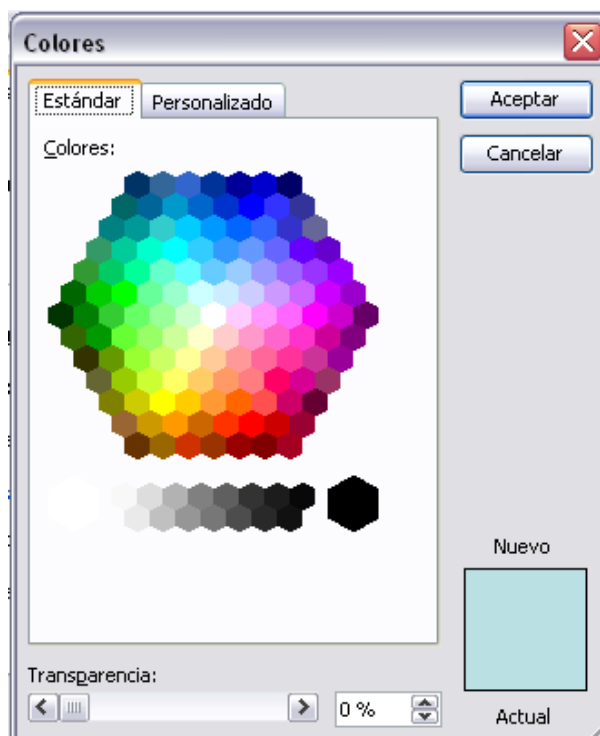 Colores
Estándar
Personalizado
Aceptar
Cancelar
Colores:
Nuevo
Transparencia:
0 %
Actual